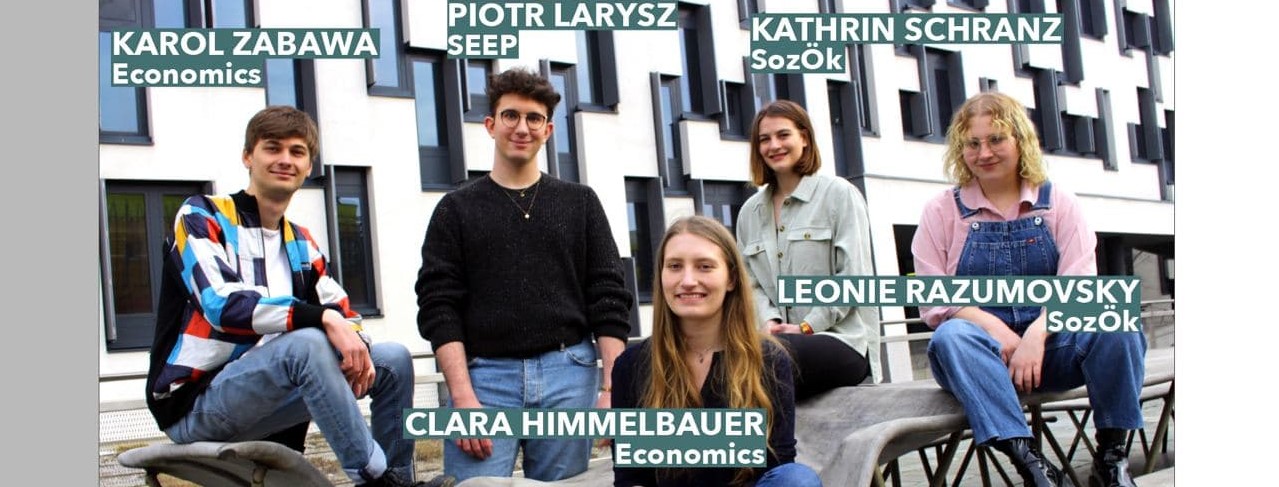 KAROL ZABAWA
Economics
PIOTR LARYSZ
SEEP
KATHRIN SCHRANZ
SozÖk
LEONIE RAZUMOVSKY
SozÖk
CLARA HIMMELBAUER
Economics